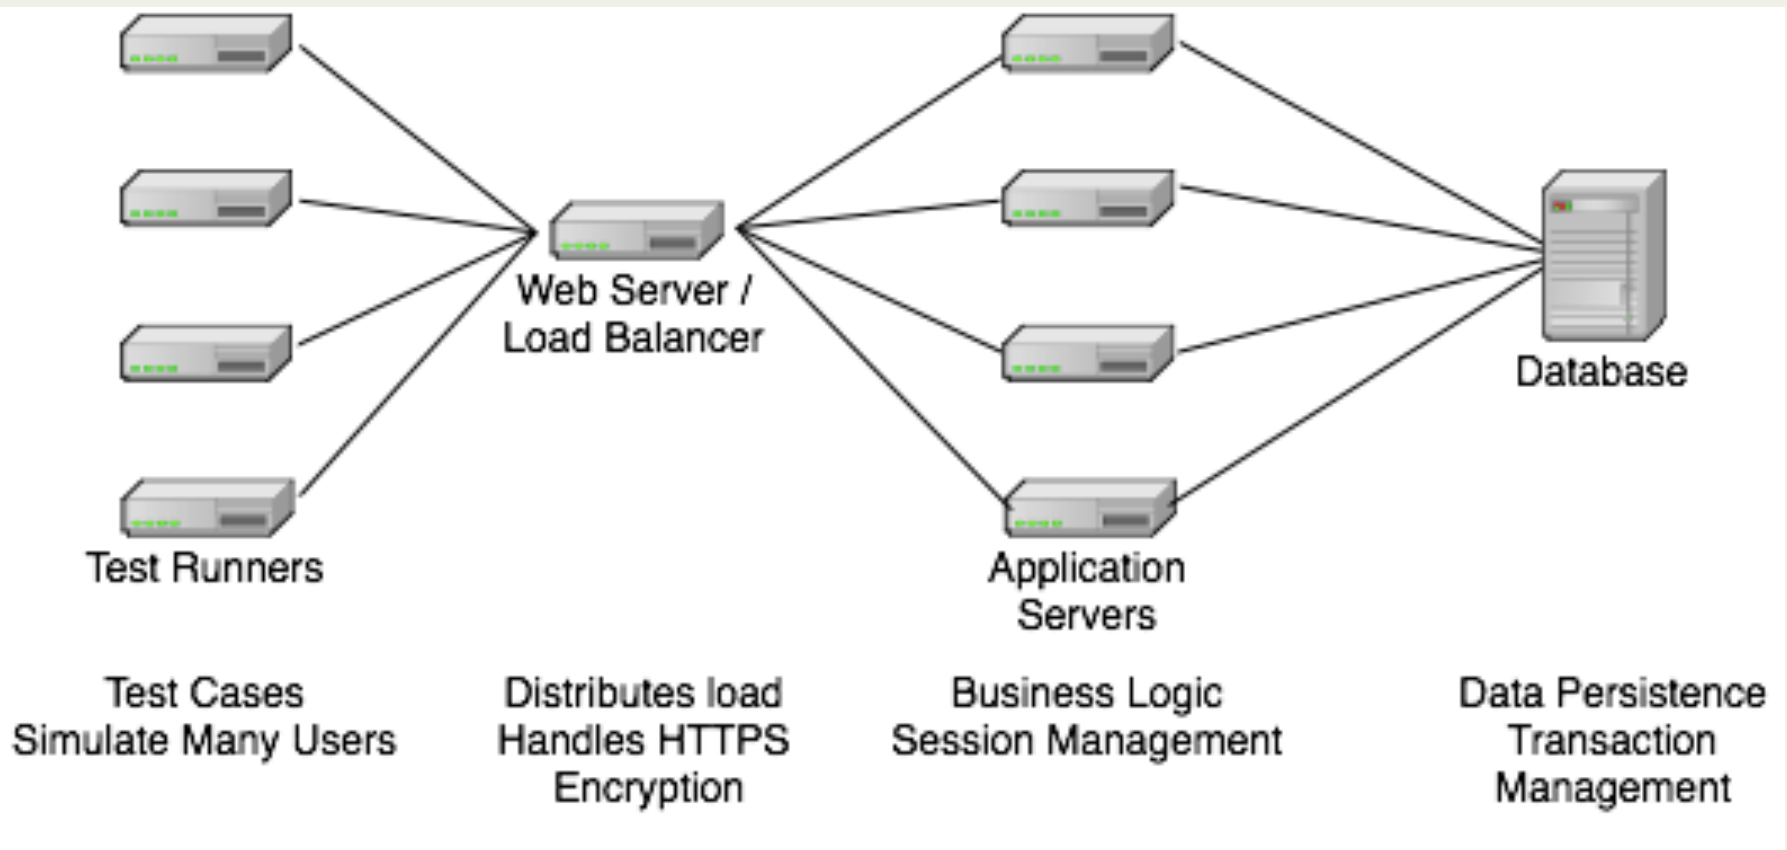 Web Server /
Load Balancer
Database
Test Runners
Application
Servers
Test Cases
Simulate Many Users
Distributes load
Handles HTTPS
Encryption
Business Logic
Session Management
Data Persistence
Transaction
Management